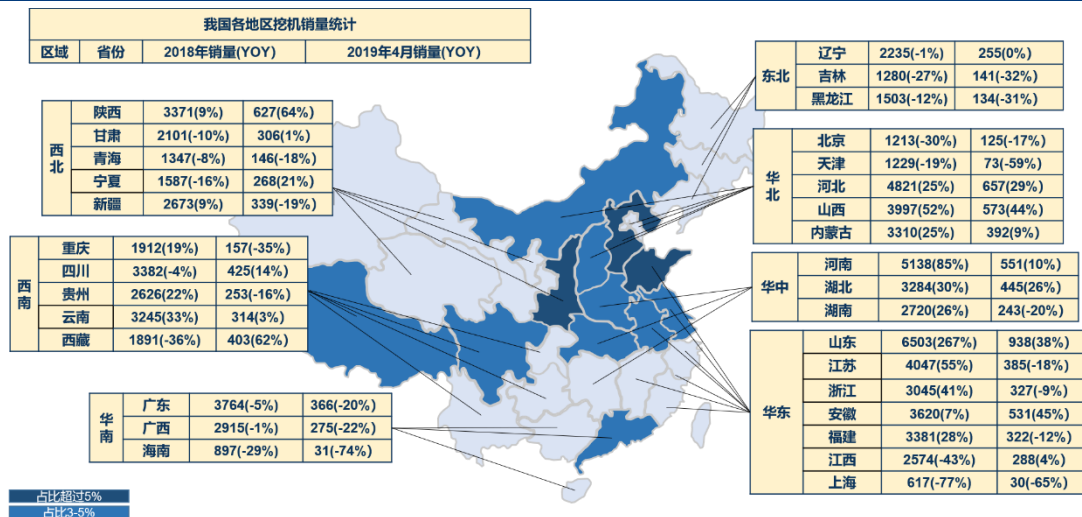 我国各地区挖机销量统计
区域 省份 2018年销量(YOY) 2019年4月销量(YOY)
西北
陕西 3371(9%) 627(64%)
甘肃 2101(-10%) 306(1%)
青海 1347(-8%) 146(-18%)
宁夏 1587(-16%) 268(21%)
新疆 2673(9%) 339(-19%)
西南
重庆 1912(19%) 157(-35%)
四川 3382(-4%) 425(14%)
贵州 2626(22%) 253(-16%)
云南 3245(33%) 314(3%)
西藏 1891(-36%) 403(62%)
华南
广东 3764(-5%) 366(-20%)
广西 2915(-1%) 275(-22%)
海南 897(-29%) 31(-74%)
东北
辽宁 2235(-1%) 255(0%)
吉林 1280(-27%) 141(-32%)
黑龙江 1503(-12%) 134(-31%)
华北
北京 1213(-30%) 125(-17%)
天津 1229(-19%) 73(-59%)
河北 4821(25%) 657(29%)
山西 3997(52%) 573(44%)
内蒙古 3310(25%) 392(9%)
华中
河南 5138(85%) 551(10%)
湖北 3284(30%) 445(26%)
湖南 2720(26%) 243(-20%)
华东
山东 6503(267%) 938(38%)
江苏 4047(55%) 385(-18%)
浙江 3045(41%) 327(-9%)
安徽 3620(7%) 531(45%)
福建 3381(28%) 322(-12%)
江西 2574(-43%) 288(4%)
上海 617(-77%) 30(-65%)
占比超过5%
占比3-5%